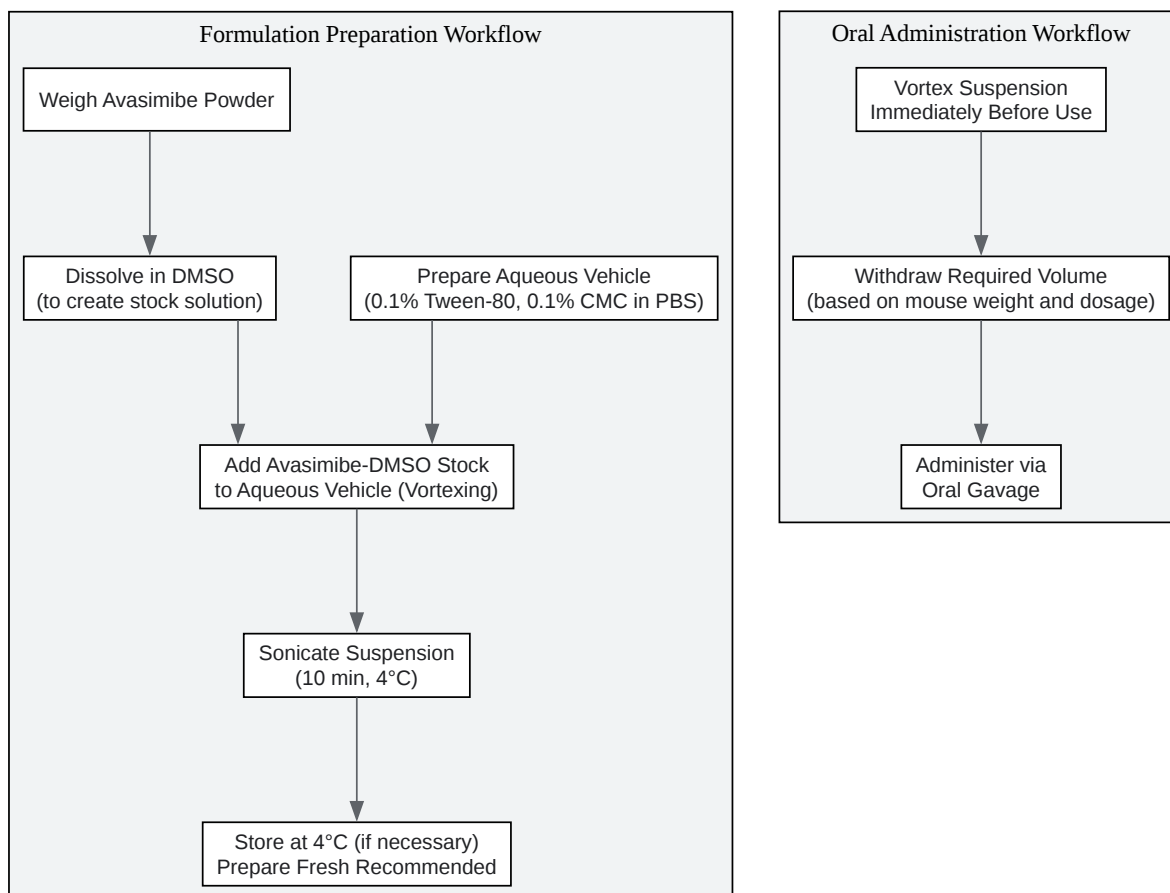 Formulation Preparation Workflow
Weigh Avasimibe Powder
Dissolve in DMSO
(to create stock solution)
Prepare Aqueous Vehicle
(0.1% Tween-80, 0.1% CMC in PBS)
Add Avasimibe-DMSO Stock
to Aqueous Vehicle (Vortexing)
Sonicate Suspension
(10 min, 4°C)
Store at 4°C (if necessary)
Prepare Fresh Recommended
Oral Administration Workflow
Vortex Suspension
Immediately Before Use
Withdraw Required Volume
(based on mouse weight and dosage)
Administer via
Oral Gavage